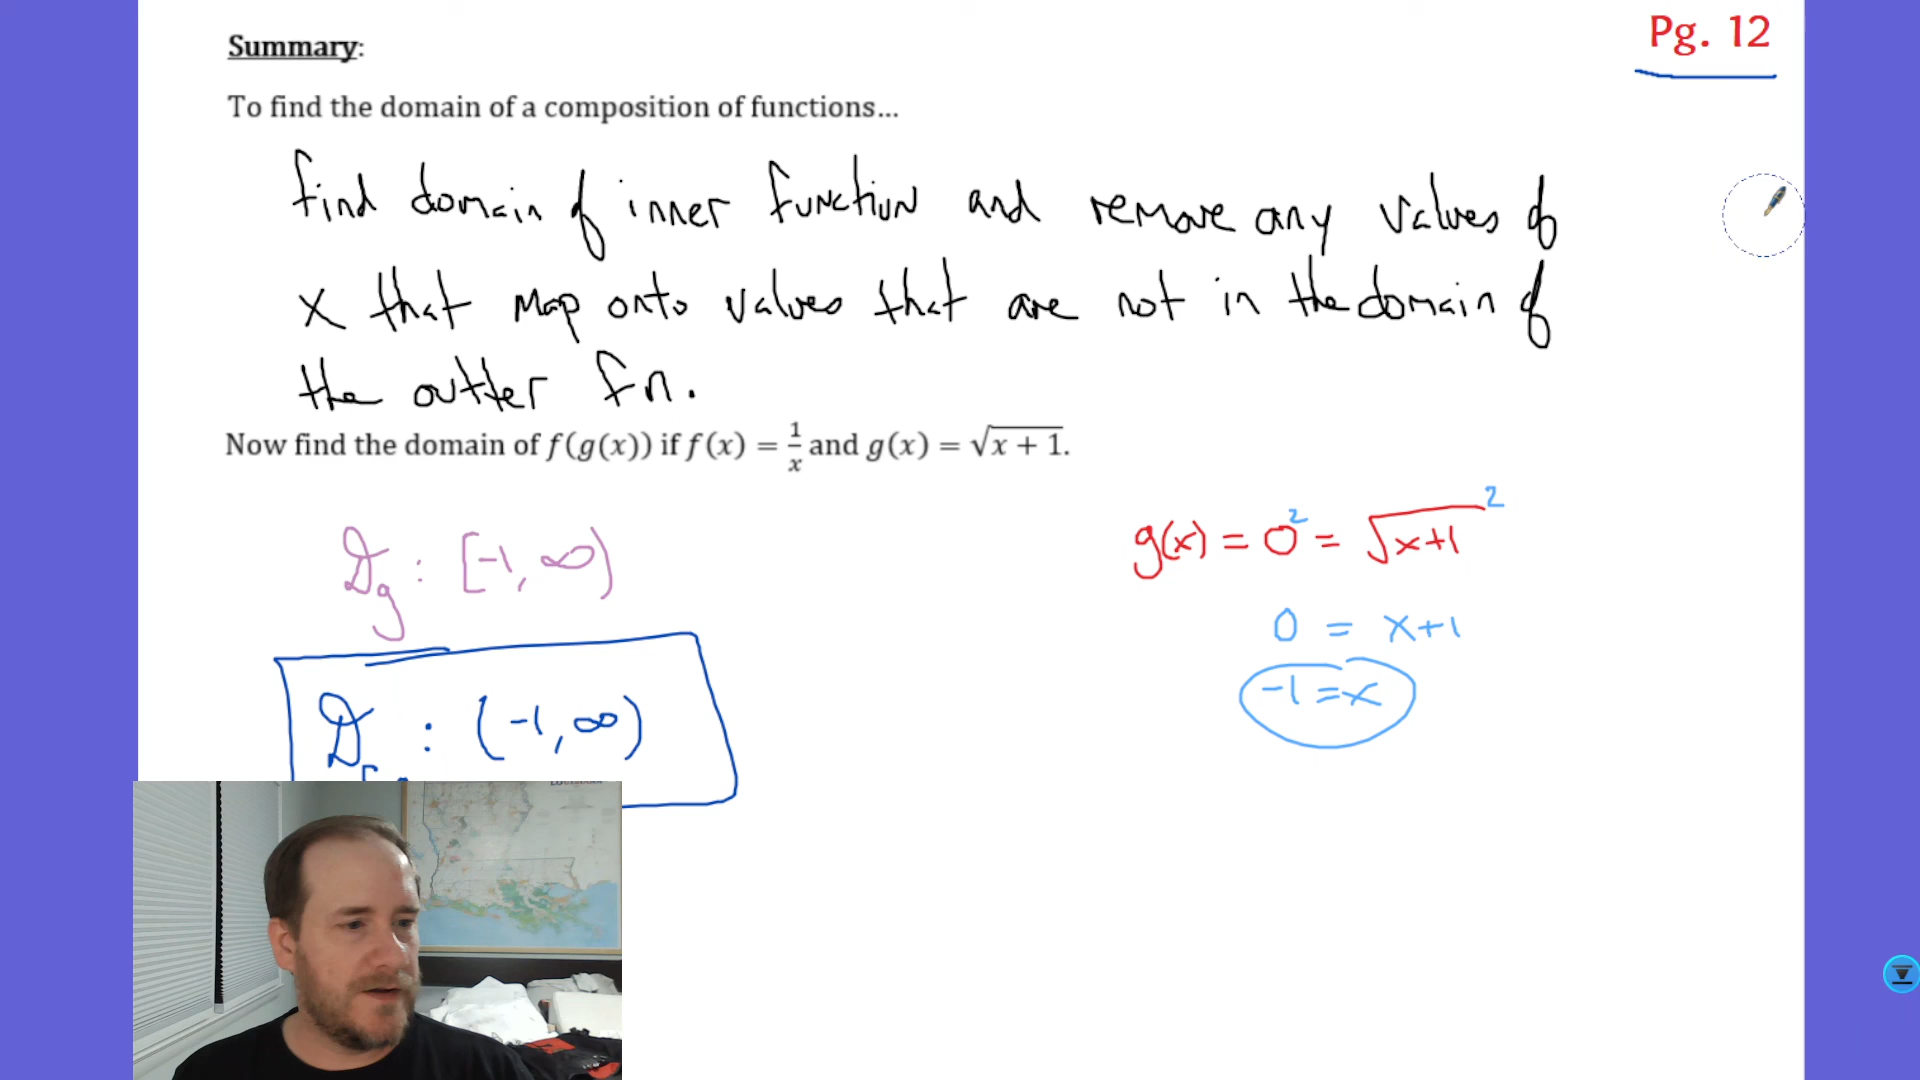 Pg. 12
Summary:
To find the domain of a composition of functions...
find domain of inner function and remove any values of
x that map onto values that are not in the domain of
the outter fn.
Now find the domain of f(g(x)) if f(x) = 1/x and g(x) = √x + 1.
D_g : [-1, ∞)
g(x) = 0² = √x+1²
0 = x+1
-1 = x
D : (-1, ∞)